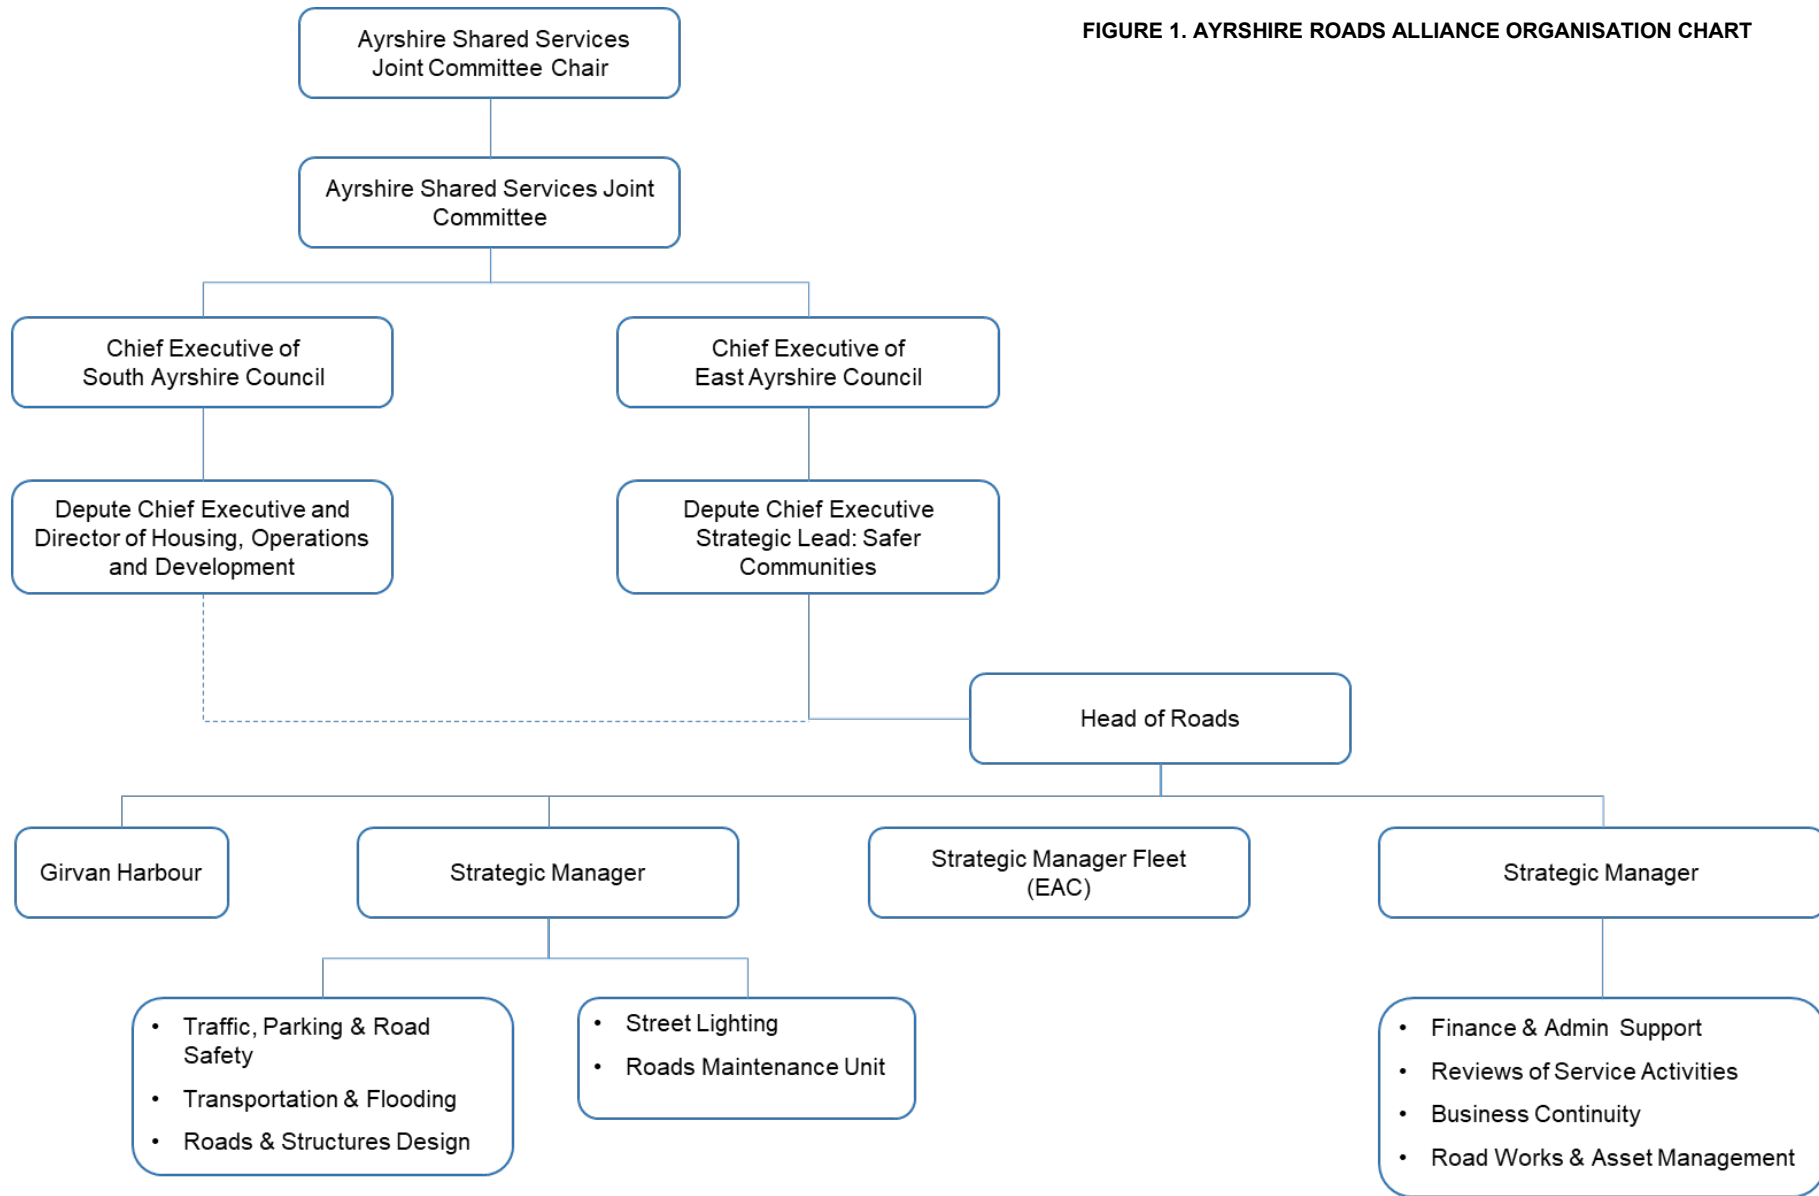 FIGURE 1. AYRSHIRE ROADS ALLIANCE ORGANISATION CHART
Ayrshire Shared Services
Joint Committee Chair
Ayrshire Shared Services Joint
Committee
Chief Executive of
South Ayrshire Council
Chief Executive of
East Ayrshire Council
Depute Chief Executive and
Director of Housing, Operations
and Development
Depute Chief Executive
Strategic Lead: Safer
Communities
Head of Roads
Girvan Harbour
Strategic Manager
Strategic Manager Fleet
(EAC)
Strategic Manager
• Traffic, Parking & Road
Safety
• Transportation & Flooding
• Roads & Structures Design
• Street Lighting
• Roads Maintenance Unit
• Finance & Admin Support
• Reviews of Service Activities
• Business Continuity
• Road Works & Asset Management